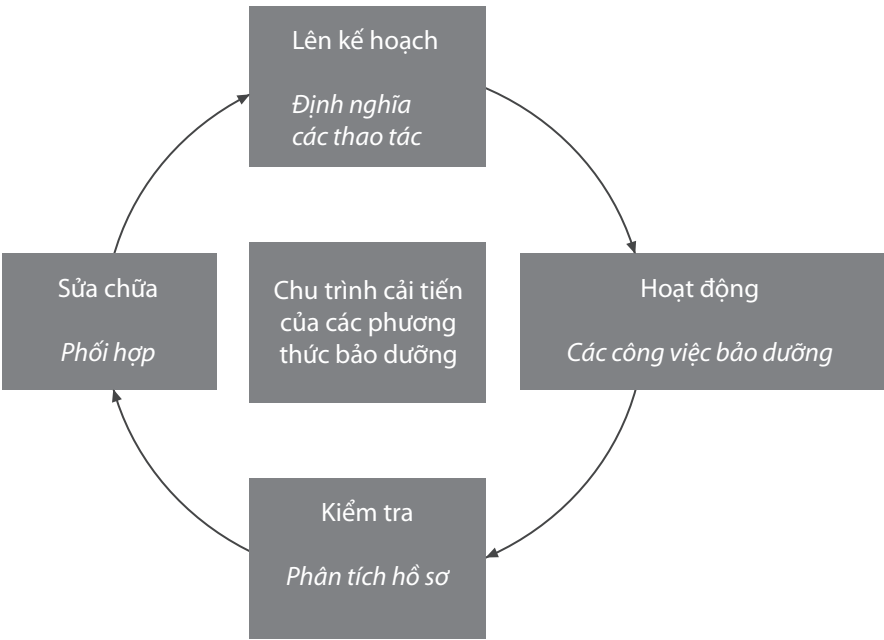 Lên kế hoạch
Định nghĩa
các thao tác
Sửa chữa
Phối hợp
Chu trình cải tiến
của các phương
thức bảo dưỡng
Hoạt động
Các công việc bảo dưỡng
Kiểm tra
Phân tích hồ sơ